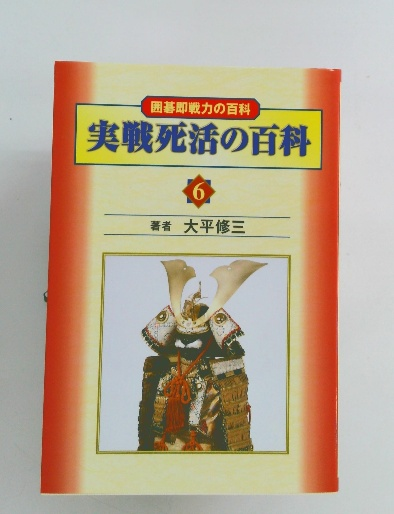 囲碁即戦力の百科
実戦死活の百科
6
著者 大平修三